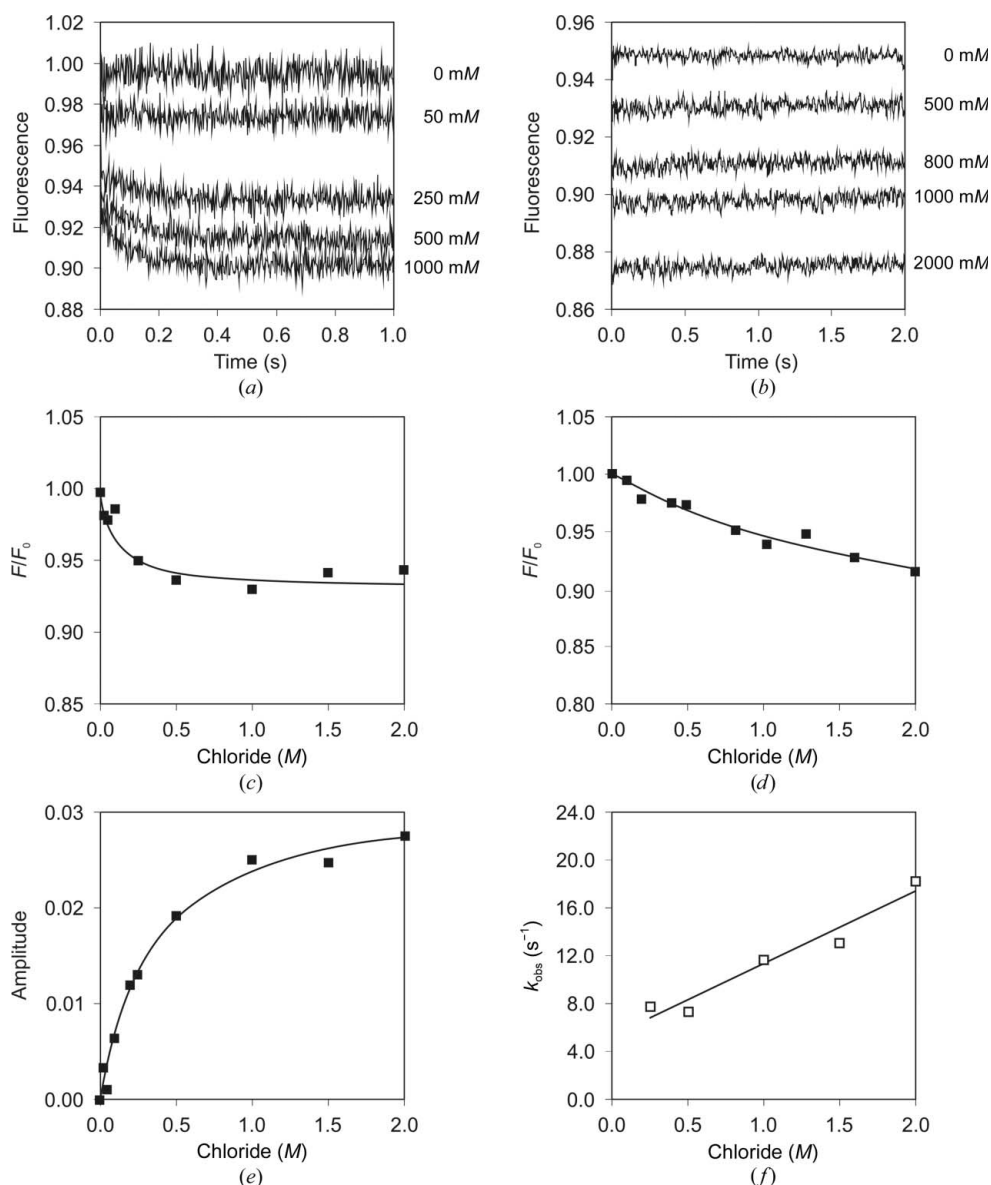 1.02
1.00
0.98
0.96
0.94
0.92
0.90
0.88
Fluorescence
0 mM
50 mM
250 mM
500 mM
1000 mM
0.0 0.2 0.4 0.6 0.8 1.0
Time (s)
(a)
0.96
0.94
0.92
0.90
0.88
0.86
Fluorescence
0 mM
500 mM
800 mM
1000 mM
2000 mM
0.0 0.5 1.0 1.5 2.0
Time (s)
(b)
1.05
1.00
0.95
0.90
0.85
F/F₀
0.0 0.5 1.0 1.5 2.0
Chloride (M)
(c)
1.05
1.00
0.95
0.90
0.85
0.80
F/F₀
0.0 0.5 1.0 1.5 2.0
Chloride (M)
(d)
0.03
0.02
0.01
0.00
Amplitude
0.0 0.5 1.0 1.5 2.0
Chloride (M)
(e)
24.0
20.0
16.0
12.0
8.0
4.0
0.0
kobs (s⁻¹)
0.0 0.5 1.0 1.5 2.0
Chloride (M)
(f)